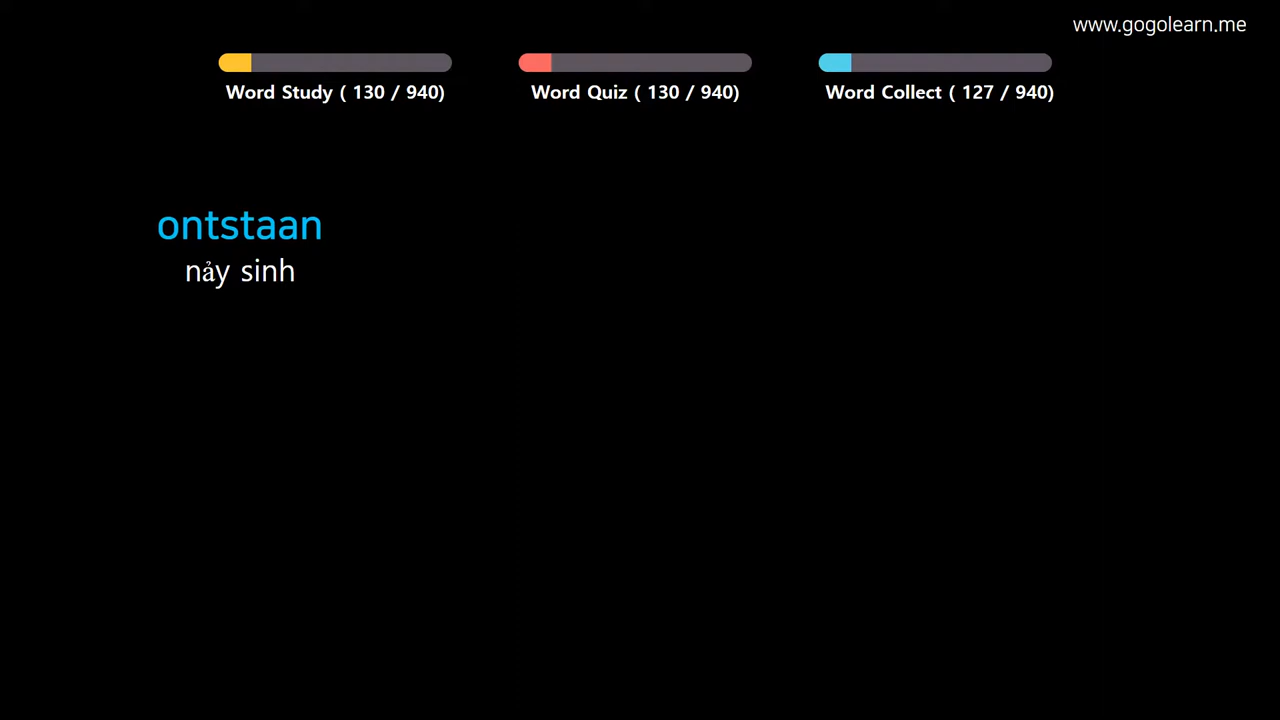 www.gogolearn.me
Word Study ( 130 / 940)
Word Quiz ( 130 / 940)
Word Collect ( 127 / 940)
ontstaan
nảy sinh